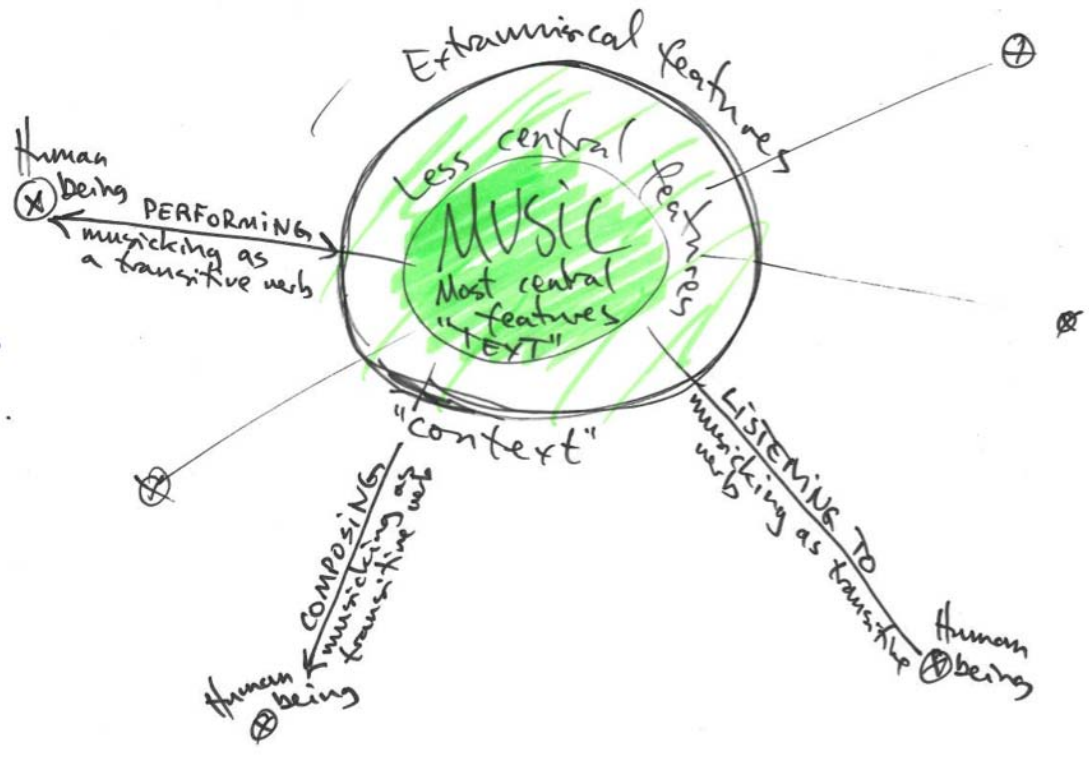 Extramusical features
Less central features
MUSIC
Most central
features
"TEXT"
"context"
Human
being
PERFORMING
musicking as
a transitive verb
COMPOSING
musicking as
transitive verb
Human
being
LISTENING TO
musicking as transitive
verb
Human
being